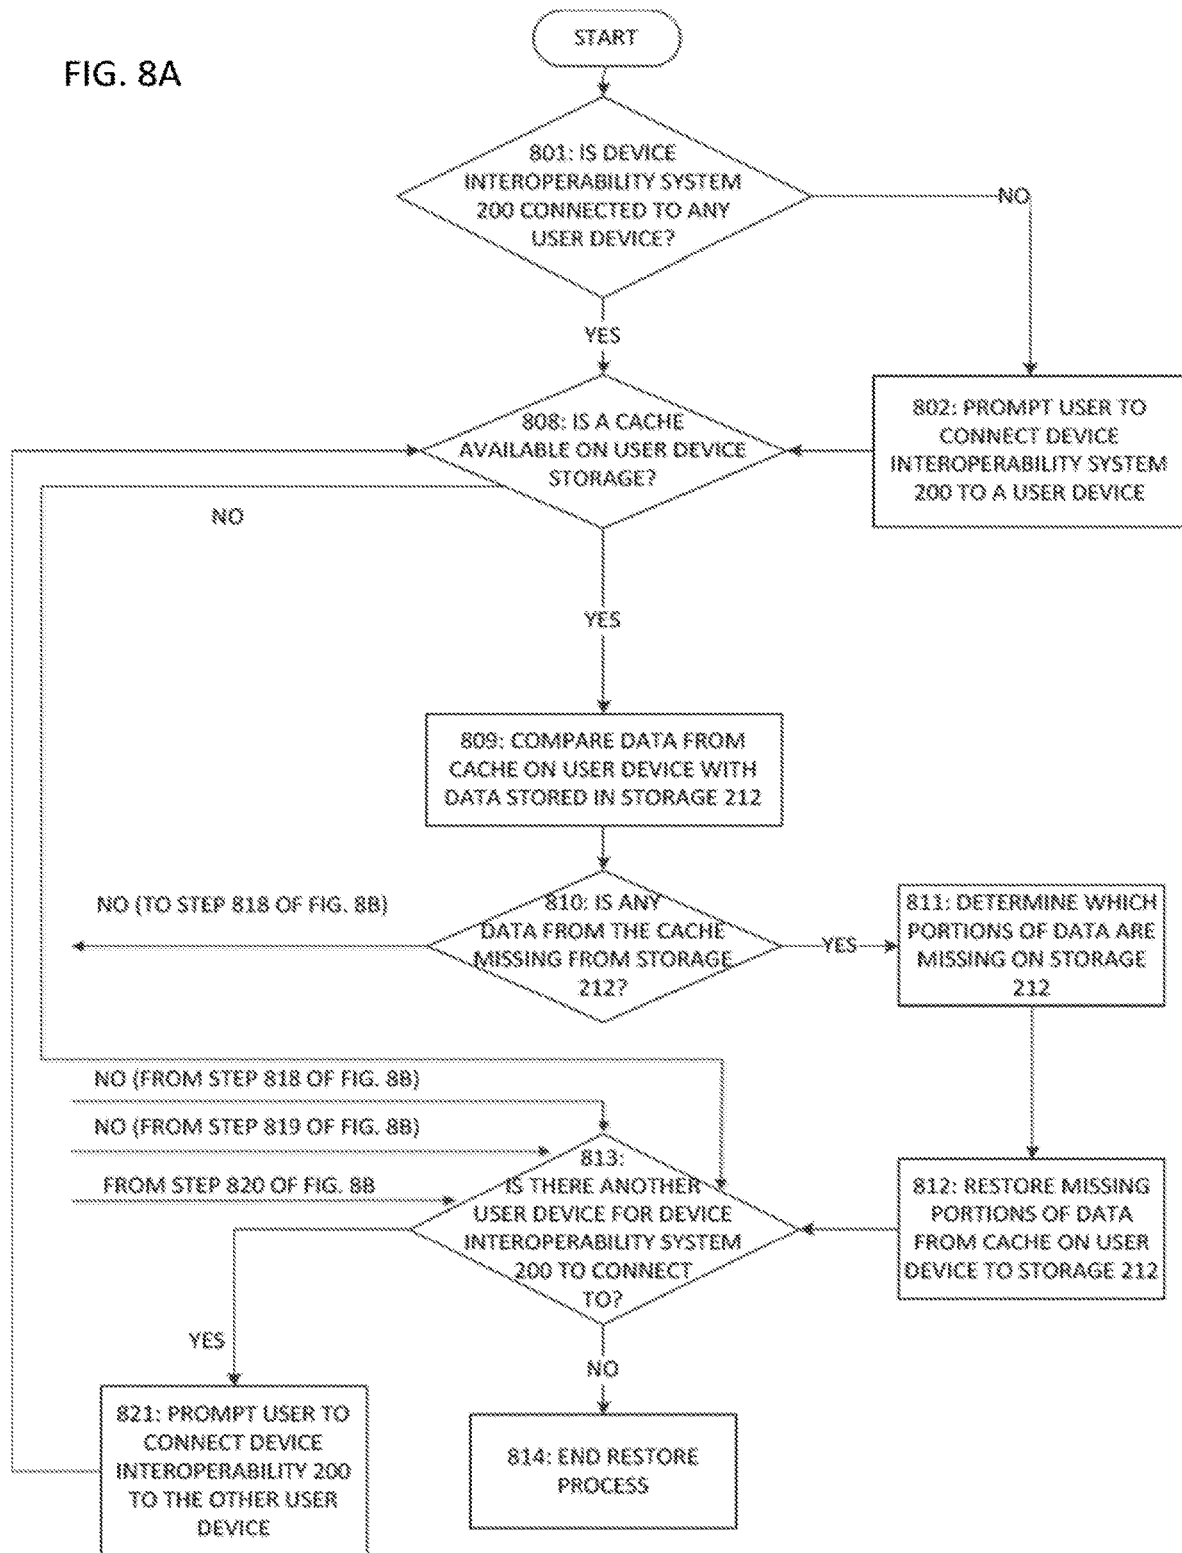 START
FIG. 8A
801: IS DEVICE
INTEROPERABILITY SYSTEM
200 CONNECTED TO ANY
USER DEVICE?
NO
YES
808: IS A CACHE
AVAILABLE ON USER DEVICE
STORAGE?
802: PROMPT USER TO
CONNECT DEVICE
INTEROPERABILITY SYSTEM
200 TO A USER DEVICE
NO
YES
809: COMPARE DATA FROM
CACHE ON USER DEVICE WITH
DATA STORED IN STORAGE 212
NO (TO STEP 818 OF FIG. 8B)
810: IS ANY
DATA FROM THE CACHE
MISSING FROM STORAGE
212?
YES
811: DETERMINE WHICH
PORTIONS OF DATA ARE
MISSING ON STORAGE
212
NO (FROM STEP 818 OF FIG. 8B)
NO (FROM STEP 819 OF FIG. 8B)
FROM STEP 820 OF FIG. 8B
813:
IS THERE ANOTHER
USER DEVICE FOR DEVICE
INTEROPERABILITY SYSTEM
200 TO CONNECT
TO?
812: RESTORE MISSING
PORTIONS OF DATA
FROM CACHE ON USER
DEVICE TO STORAGE 212
YES
NO
821: PROMPT USER TO
CONNECT DEVICE
INTEROPERABILITY 200
TO THE OTHER USER
DEVICE
814: END RESTORE
PROCESS